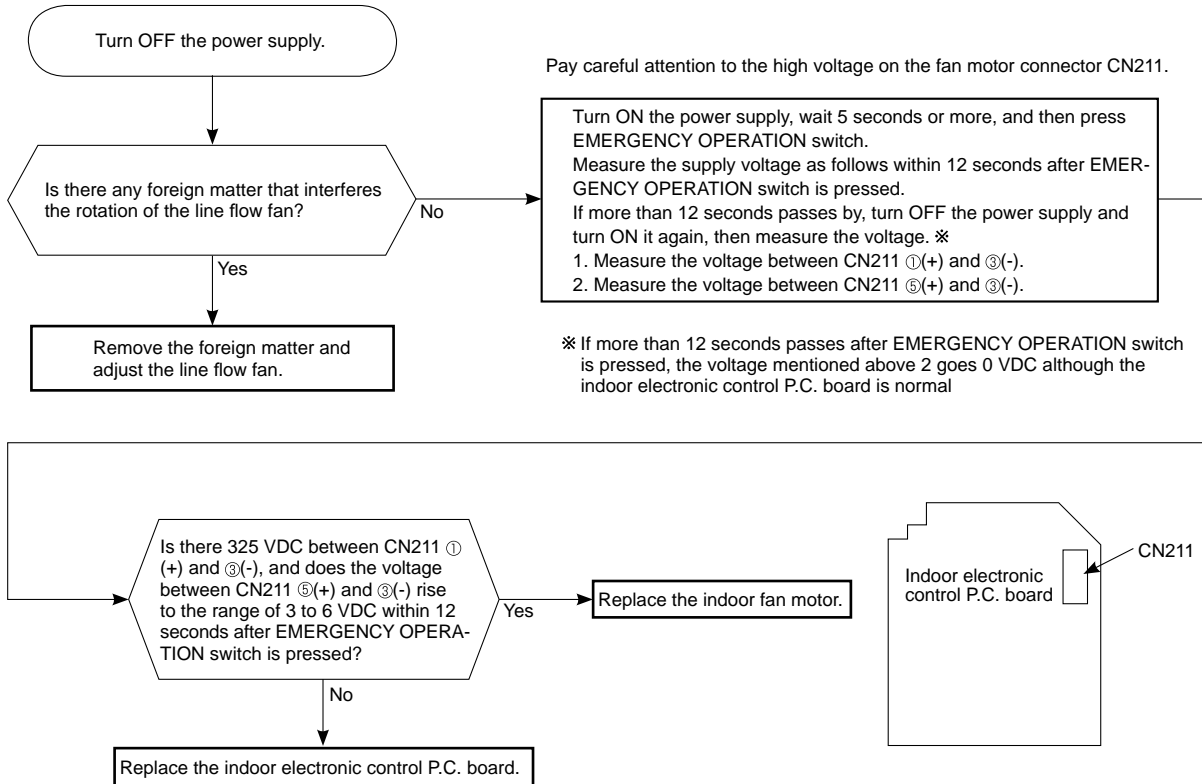 Turn OFF the power supply.
Pay careful attention to the high voltage on the fan motor connector CN211.
Is there any foreign matter that interferes
the rotation of the line flow fan?
No
Yes
Remove the foreign matter and
adjust the line flow fan.
Turn ON the power supply, wait 5 seconds or more, and then press
EMERGENCY OPERATION switch.
Measure the supply voltage as follows within 12 seconds after EMER-
GENCY OPERATION switch is pressed.
If more than 12 seconds passes by, turn OFF the power supply and
turn ON it again, then measure the voltage. ※
1. Measure the voltage between CN211 ①(+) and ③(-).
2. Measure the voltage between CN211 ⑤(+) and ③(-).
※ If more than 12 seconds passes after EMERGENCY OPERATION switch
is pressed, the voltage mentioned above 2 goes 0 VDC although the
indoor electronic control P.C. board is normal
Is there 325 VDC between CN211 ①
(+) and ③(-), and does the voltage
between CN211 ⑤(+) and ③(-) rise
to the range of 3 to 6 VDC within 12
seconds after EMERGENCY OPERA-
TION switch is pressed?
Yes
Replace the indoor fan motor.
No
Replace the indoor electronic control P.C. board.
CN211
Indoor electronic
control P.C. board